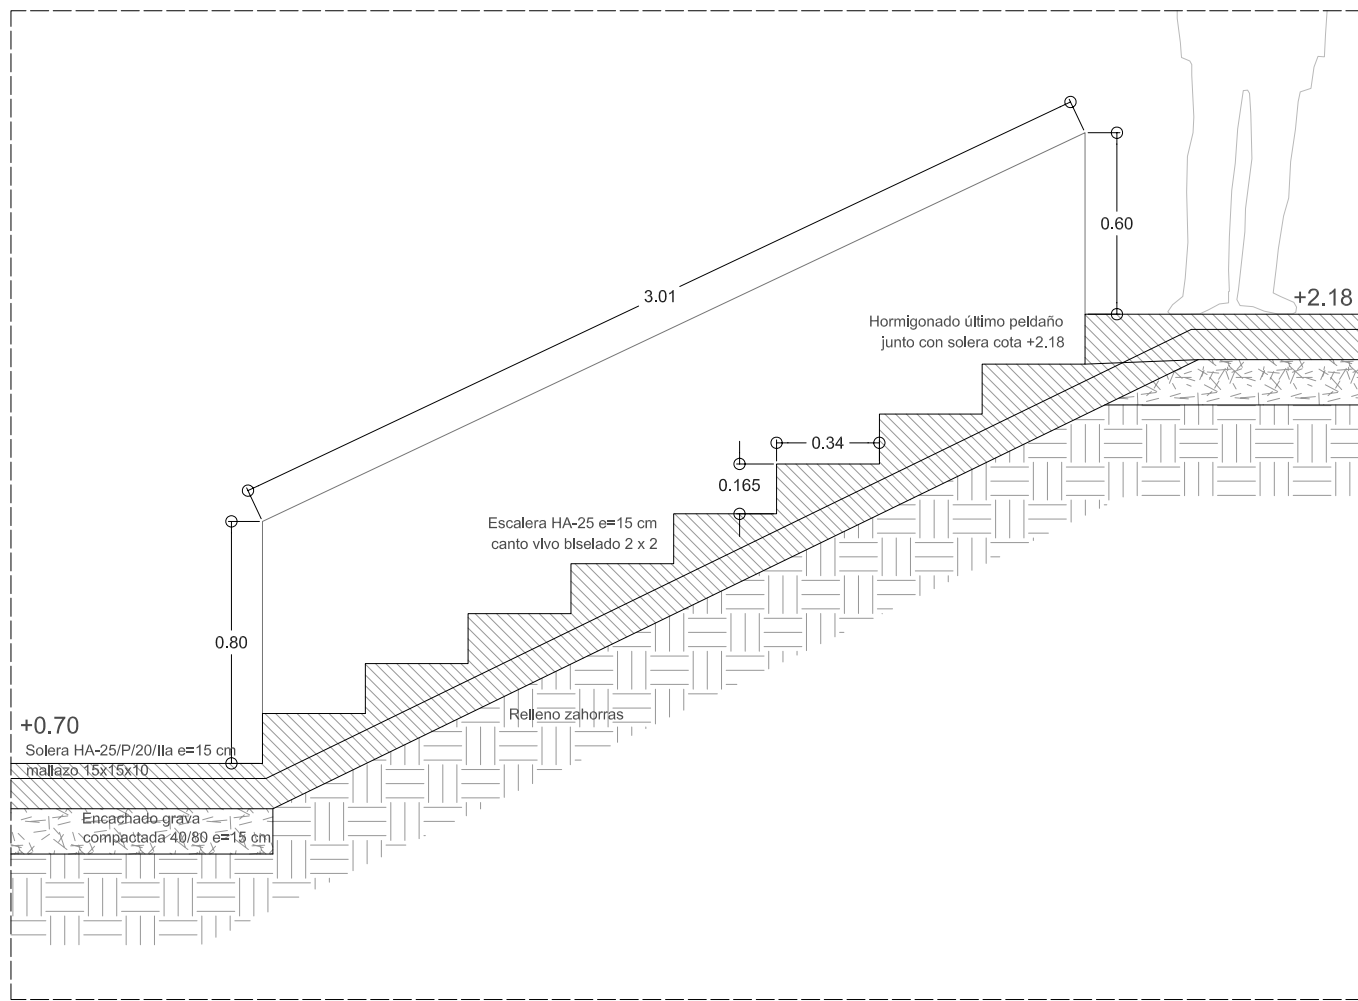 3.01
0.60
+2.18
Hormigonado último peldaño
junto con solera cota +2.18
0.34
0.165
Escalera HA-25 e=15 cm
canto vivo biselado 2 x 2
0.80
Relleno zahorras
+0.70
Solera HA-25/P/20/IIa e=15 cm
mallazo 15x15x10
Encachado grava
compactada 40/80 e=15 cm